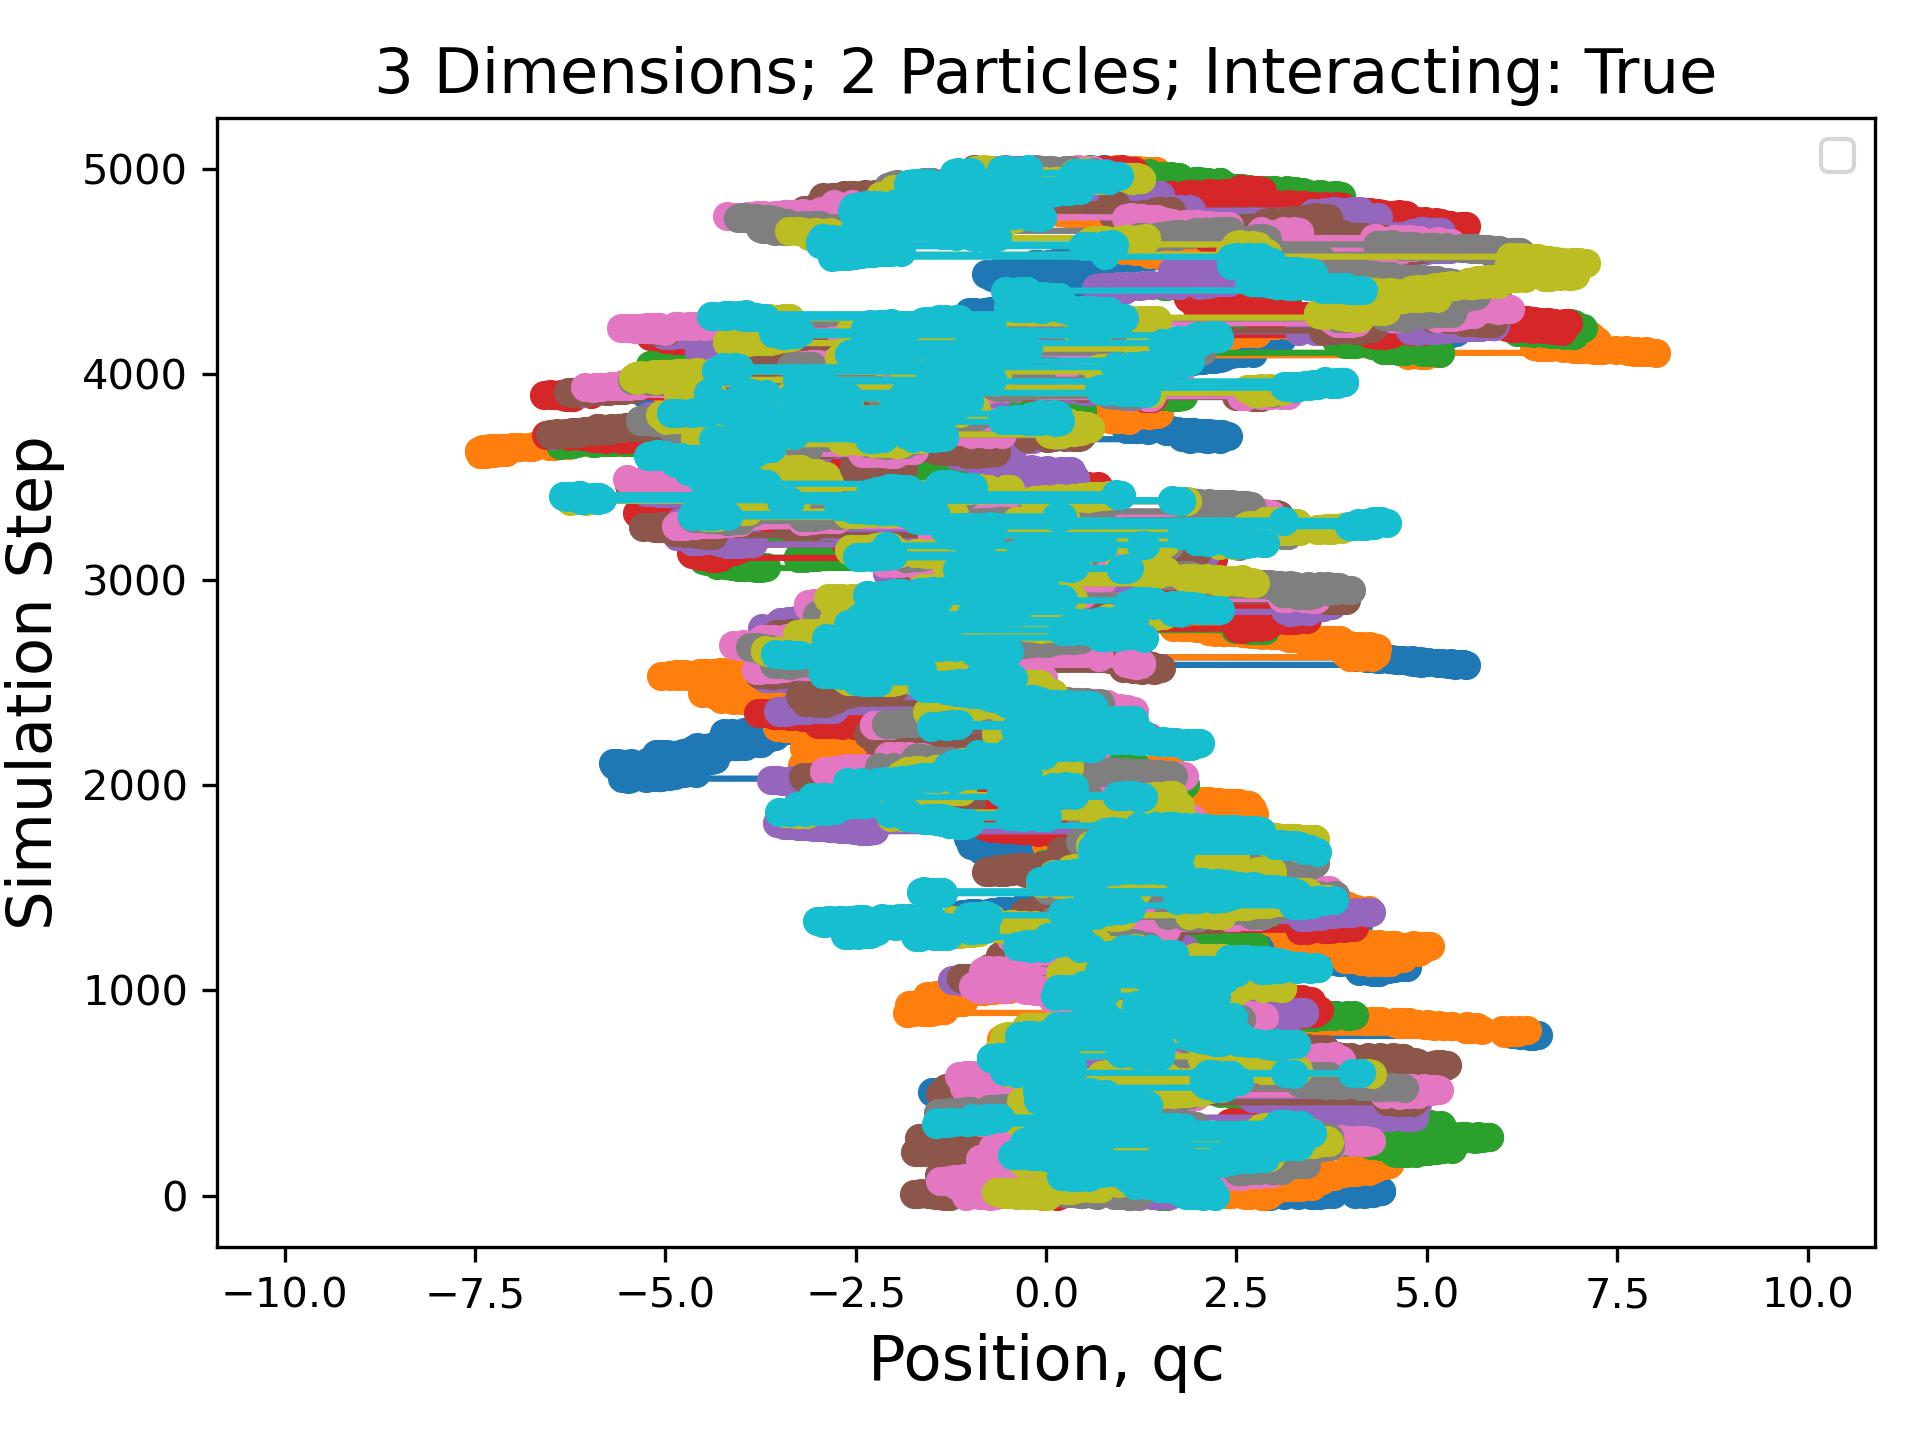 3 Dimensions; 2 Particles; Interacting: True
5000
4000
3000
2000
1000
0
Simulation Step
−10.0 −7.5 −5.0 −2.5 0.0 2.5 5.0 7.5 10.0
Position, qc